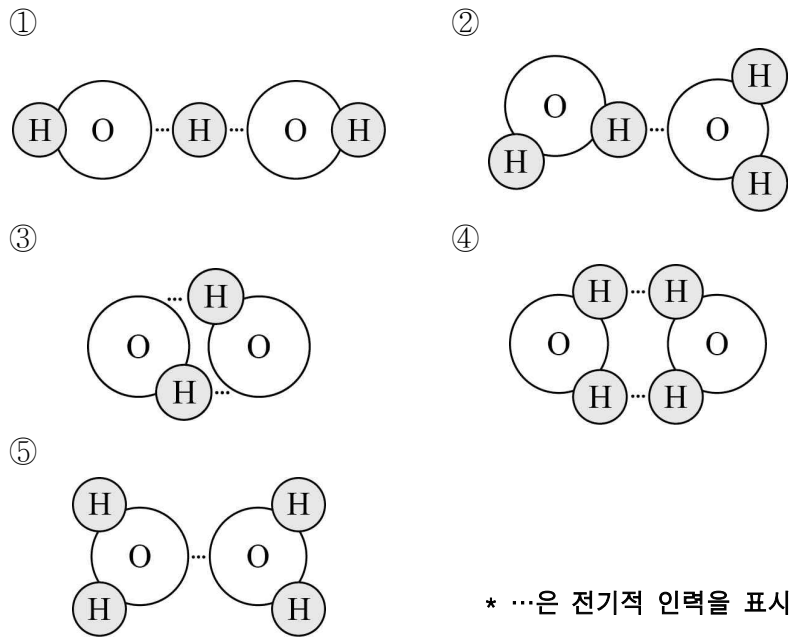 ① ②
H O ··· H ··· O H
O H ··· O H
H H
③ ④
··· H H ··· H
O O O O
H ··· H ··· H
⑤
H H
O ··· O
H H
* ···은 전기적 인력을 표시